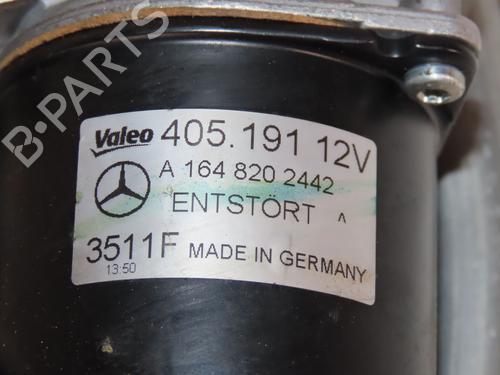 B-PARTS
Valeo 405.191 12V
A 164 820 2442
ENTSTÖRT ^
3511F MADE IN GERMANY
13:50